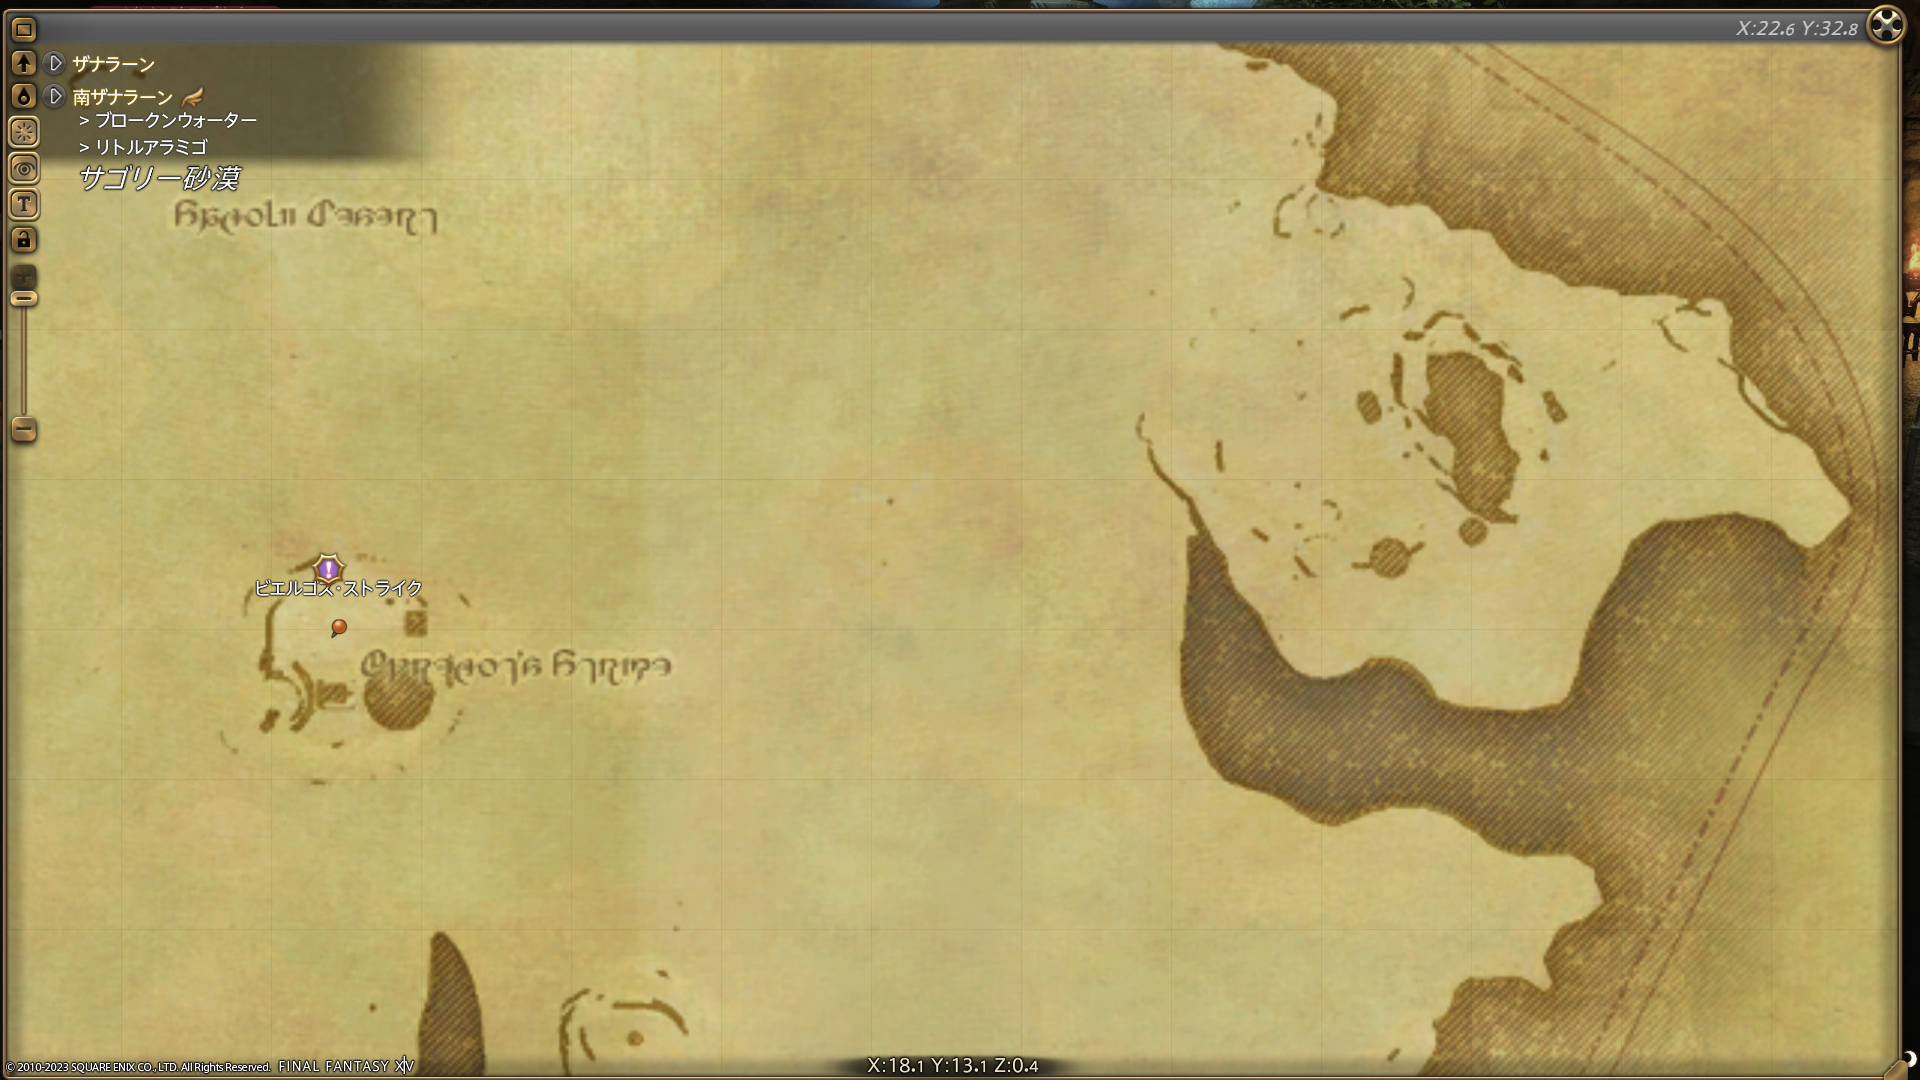 X:22.6 Y:32.8
ザナラーン
南ザナラーン
> ブロークンウォーター
> リトルアラミゴ
サゴリー砂漠
T
ビエルゴズ・ストライク
© 2010-2023 SQUARE ENIX CO., LTD. All Rights Reserved. FINAL FANTASY XIV
X:18.1 Y:13.1 Z:0.4